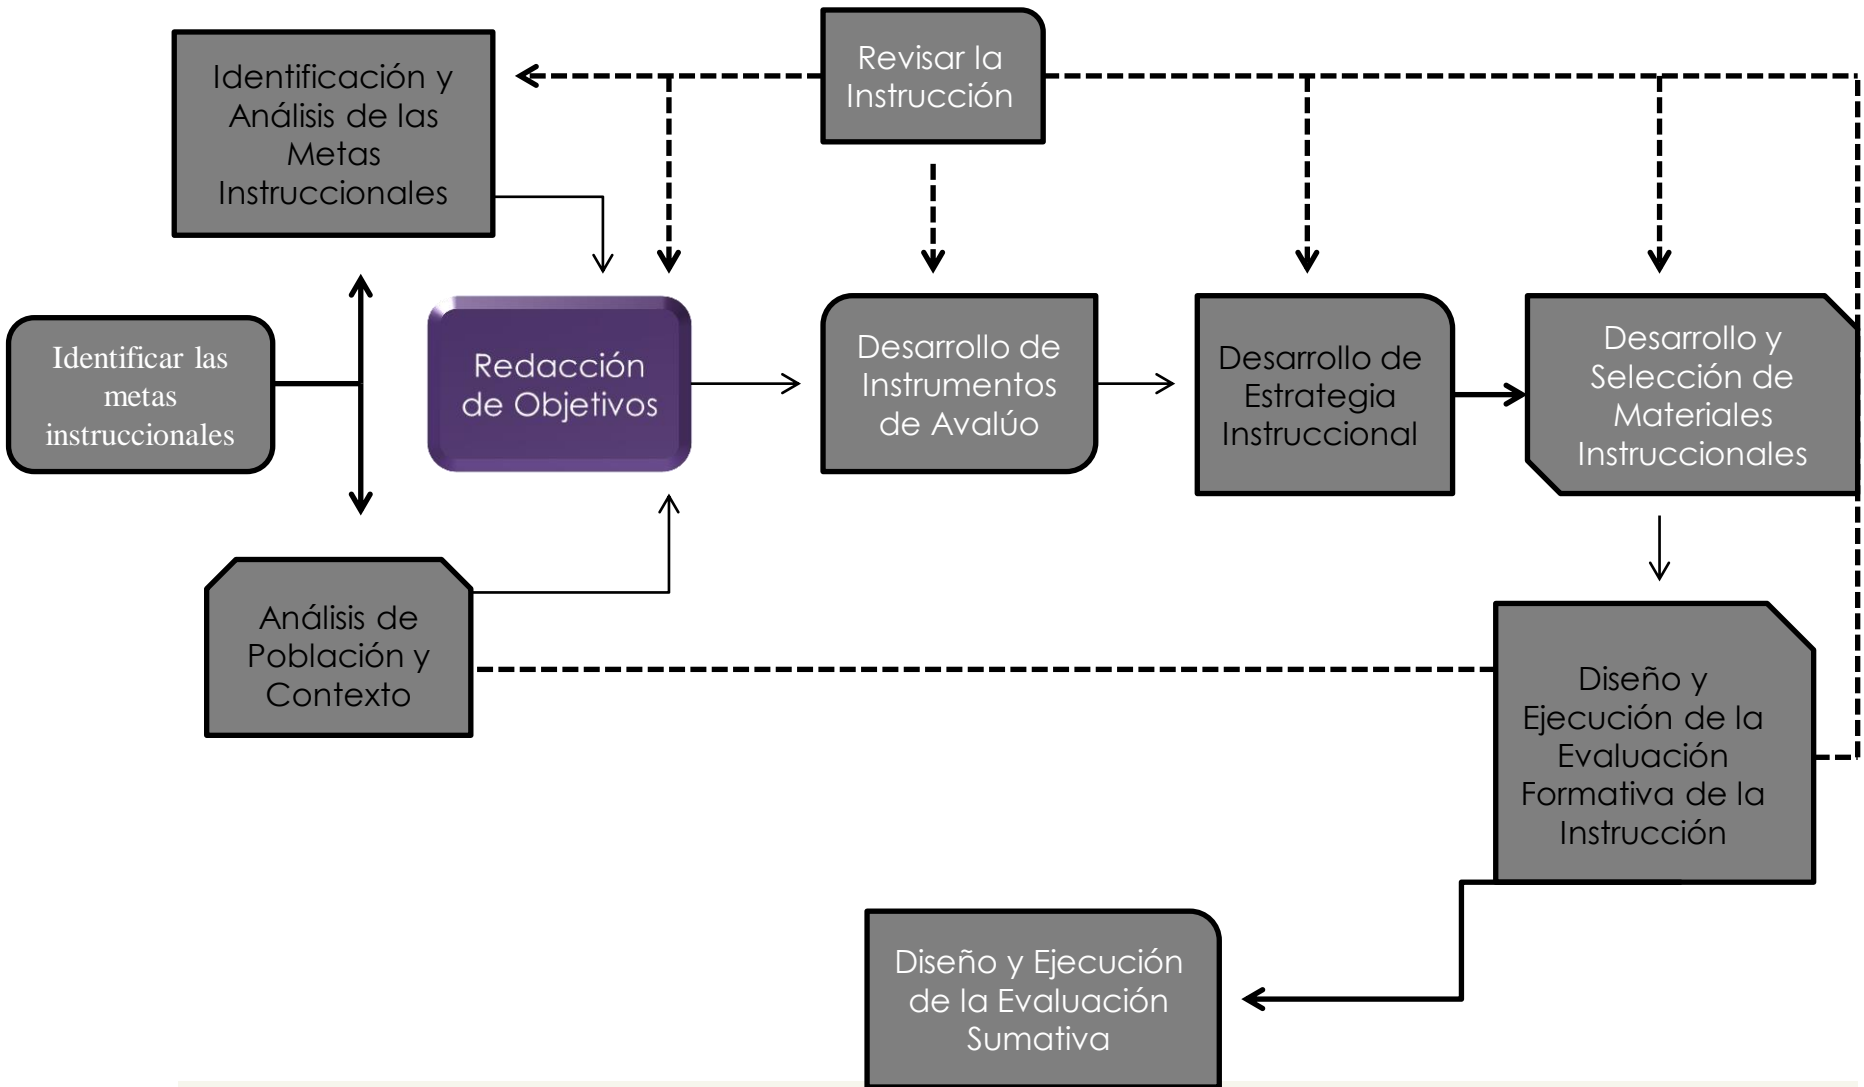 Revisar la
Instrucción
Identificación y
Análisis de las
Metas
Instruccionales
Identificar las
metas
instruccionales
Redacción
de Objetivos
Desarrollo de
Instrumentos
de Avalúo
Desarrollo de
Estrategia
Instruccional
Desarrollo y
Selección de
Materiales
Instruccionales
Análisis de
Población y
Contexto
Diseño y
Ejecución de la
Evaluación
Formativa de la
Instrucción
Diseño y Ejecución
de la Evaluación
Sumativa